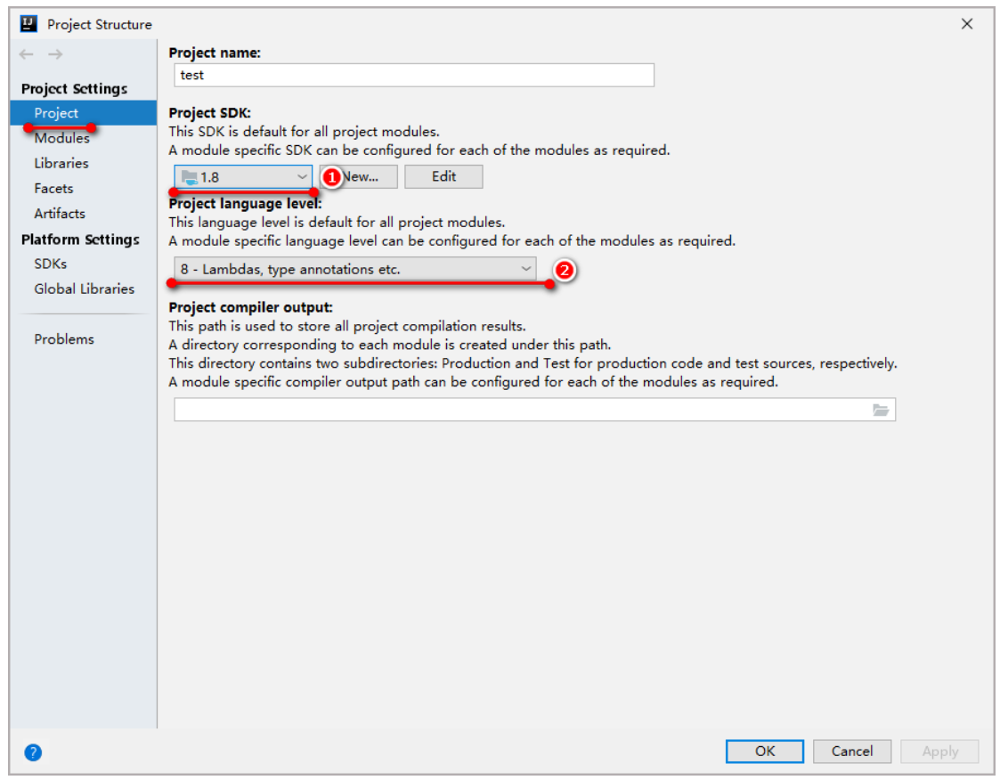 IJ
Project Structure
Project Settings
Project
Modules
Libraries
Facets
Artifacts
Platform Settings
SDKs
Global Libraries
Problems
Project name:
test
Project SDK:
This SDK is default for all project modules.
A module specific SDK can be configured for each of the modules as required.
1.8 1 New... Edit
Project language level:
This language level is default for all project modules.
A module specific language level can be configured for each of the modules as required.
8 - Lambdas, type annotations etc. 2
Project compiler output:
This path is used to store all project compilation results.
A directory corresponding to each module is created under this path.
This directory contains two subdirectories: Production and Test for production code and test sources, respectively.
A module specific compiler output path can be configured for each of the modules as required.
? OK Cancel Apply